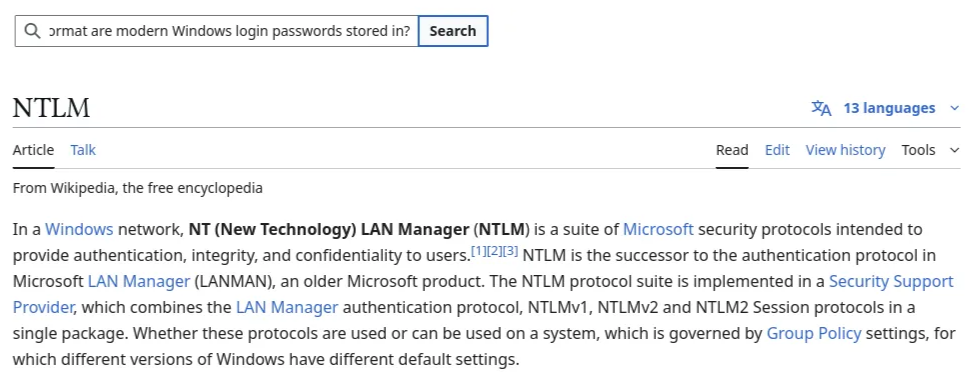 ormat are modern Windows login passwords stored in? Search
NTLM
13 languages
Article Talk Read Edit View history Tools
From Wikipedia, the free encyclopedia
In a Windows network, NT (New Technology) LAN Manager (NTLM) is a suite of Microsoft security protocols intended to
provide authentication, integrity, and confidentiality to users.[1][2][3] NTLM is the successor to the authentication protocol in
Microsoft LAN Manager (LANMAN), an older Microsoft product. The NTLM protocol suite is implemented in a Security Support
Provider, which combines the LAN Manager authentication protocol, NTLMv1, NTLMv2 and NTLM2 Session protocols in a
single package. Whether these protocols are used or can be used on a system, which is governed by Group Policy settings, for
which different versions of Windows have different default settings.